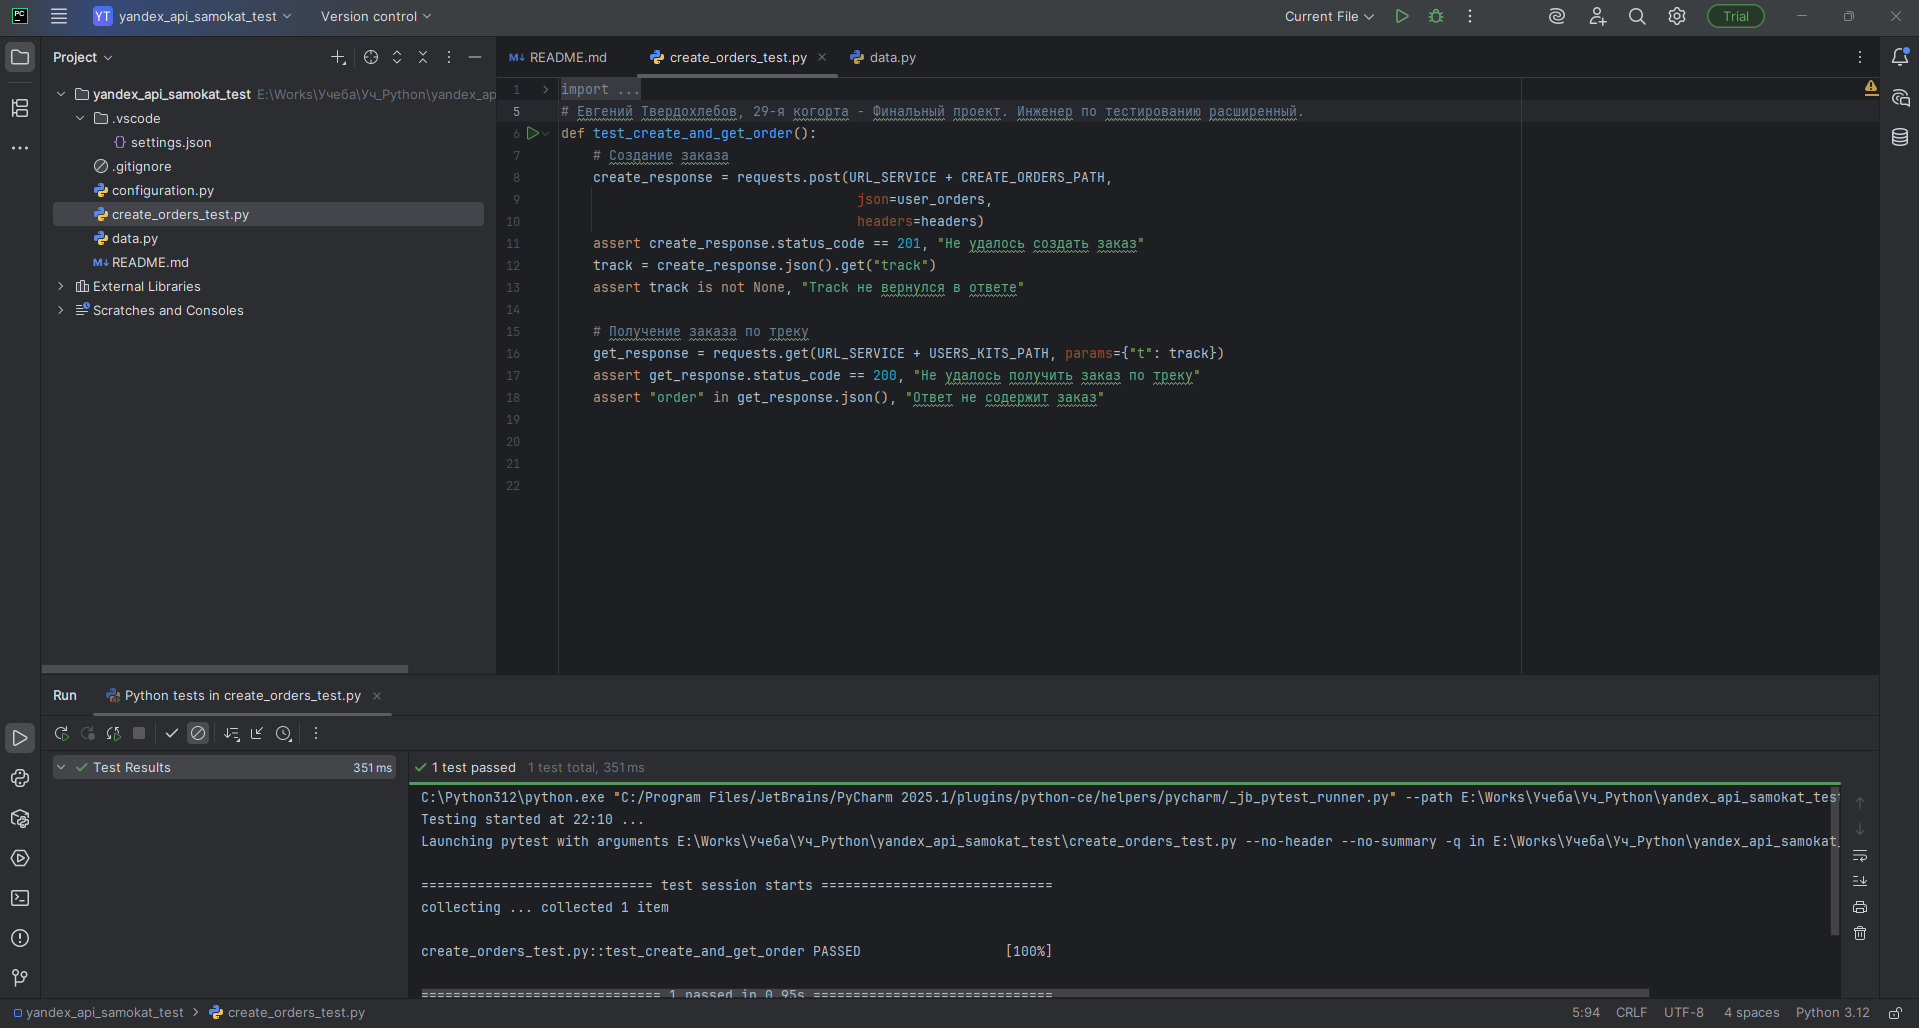 PC YT yandex_api_samokat_test Version control Current File Trial
Project
README.md create_orders_test.py data.py
yandex_api_samokat_test E:\Works\Учеба\Уч_Python\yandex_ap
.vscode
settings.json
.gitignore
configuration.py
create_orders_test.py
data.py
README.md
External Libraries
Scratches and Consoles
1 import ...
5 # Евгений Твердохлебов, 29-я когорта - Финальный проект. Инженер по тестированию расширенный.
6 def test_create_and_get_order():
7 # Создание заказа
8 create_response = requests.post(URL_SERVICE + CREATE_ORDERS_PATH,
9 json=user_orders,
10 headers=headers)
11 assert create_response.status_code == 201, "Не удалось создать заказ"
12 track = create_response.json().get("track")
13 assert track is not None, "Track не вернулся в ответе"
14
15 # Получение заказа по треку
16 get_response = requests.get(URL_SERVICE + USERS_KITS_PATH, params={"t": track})
17 assert get_response.status_code == 200, "Не удалось получить заказ по треку"
18 assert "order" in get_response.json(), "Ответ не содержит заказ"
19
20
21
22
Run Python tests in create_orders_test.py
Test Results 351 ms
1 test passed 1 test total, 351 ms
C:\Python312\python.exe "C:/Program Files/JetBrains/PyCharm 2025.1/plugins/python-ce/helpers/pycharm/_jb_pytest_runner.py" --path E:\Works\Учеба\Уч_Python\yandex_api_samokat_test
Testing started at 22:10 ...
Launching pytest with arguments E:\Works\Учеба\Уч_Python\yandex_api_samokat_test\create_orders_test.py --no-header --no-summary -q in E:\Works\Учеба\Уч_Python\yandex_api_samokat_
============================= test session starts =============================
collecting ... collected 1 item
create_orders_test.py::test_create_and_get_order PASSED [100%]
============================== 1 passed in 0.95s ==============================
yandex_api_samokat_test > create_orders_test.py 5:94 CRLF UTF-8 4 spaces Python 3.12